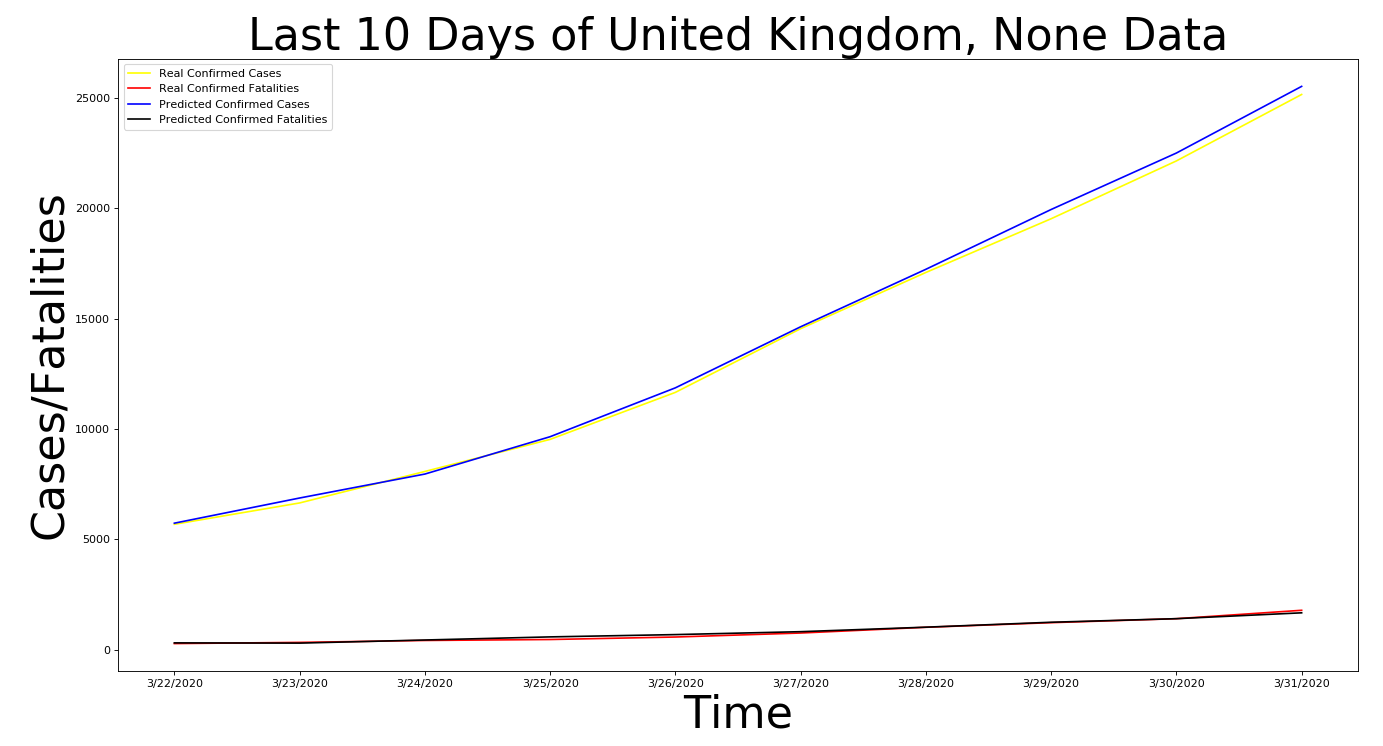 Last 10 Days of United Kingdom, None Data
Real Confirmed Cases
Real Confirmed Fatalities
Predicted Confirmed Cases
Predicted Confirmed Fatalities
Cases/Fatalities
25000
20000
15000
10000
5000
0
3/22/2020 3/23/2020 3/24/2020 3/25/2020 3/26/2020 3/27/2020 3/28/2020 3/29/2020 3/30/2020 3/31/2020
Time